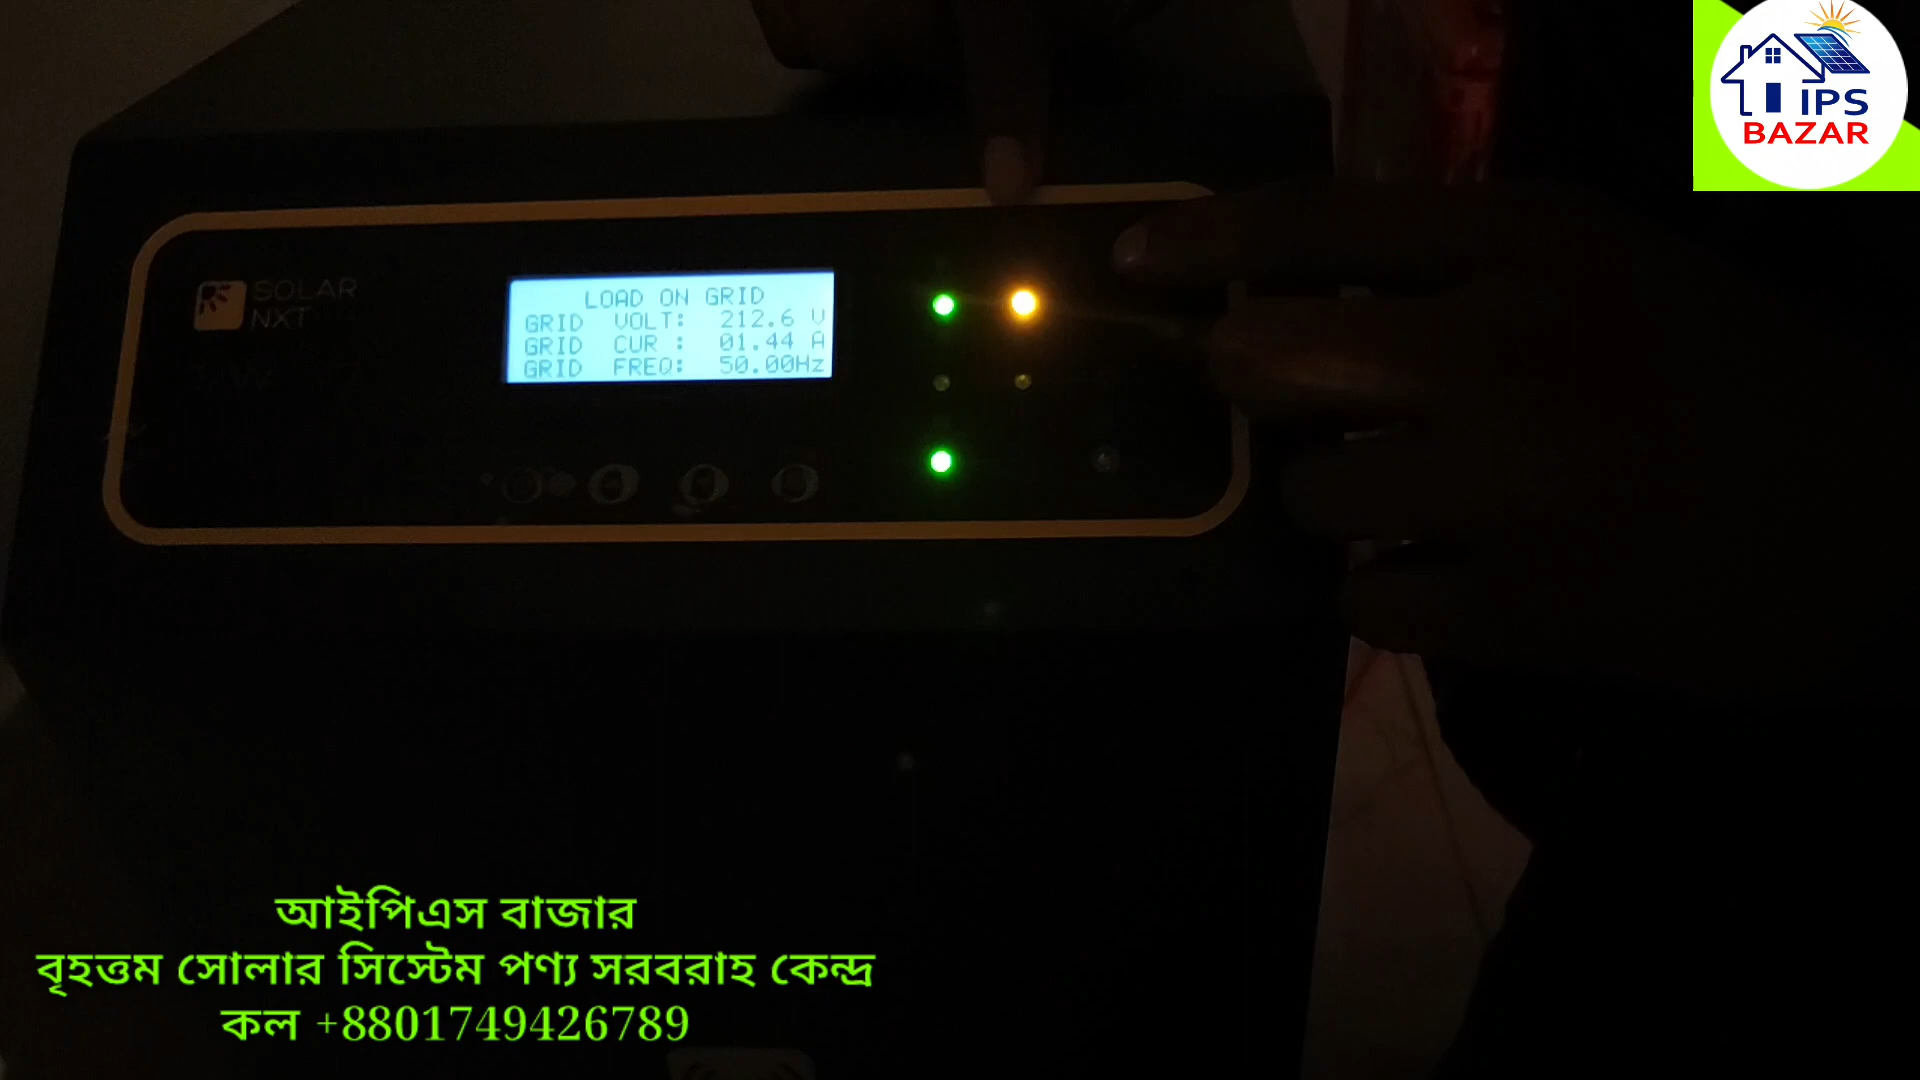 IPS
BAZAR
SOLAR
NXT
LOAD ON GRID
GRID VOLT: 212.6 V
GRID CUR : 01.44 A
GRID FREQ: 50.00Hz
আইপিএস বাজার
বৃহত্তম সোলার সিস্টেম পণ্য সরবরাহ কেন্দ্র
কল +8801749426789